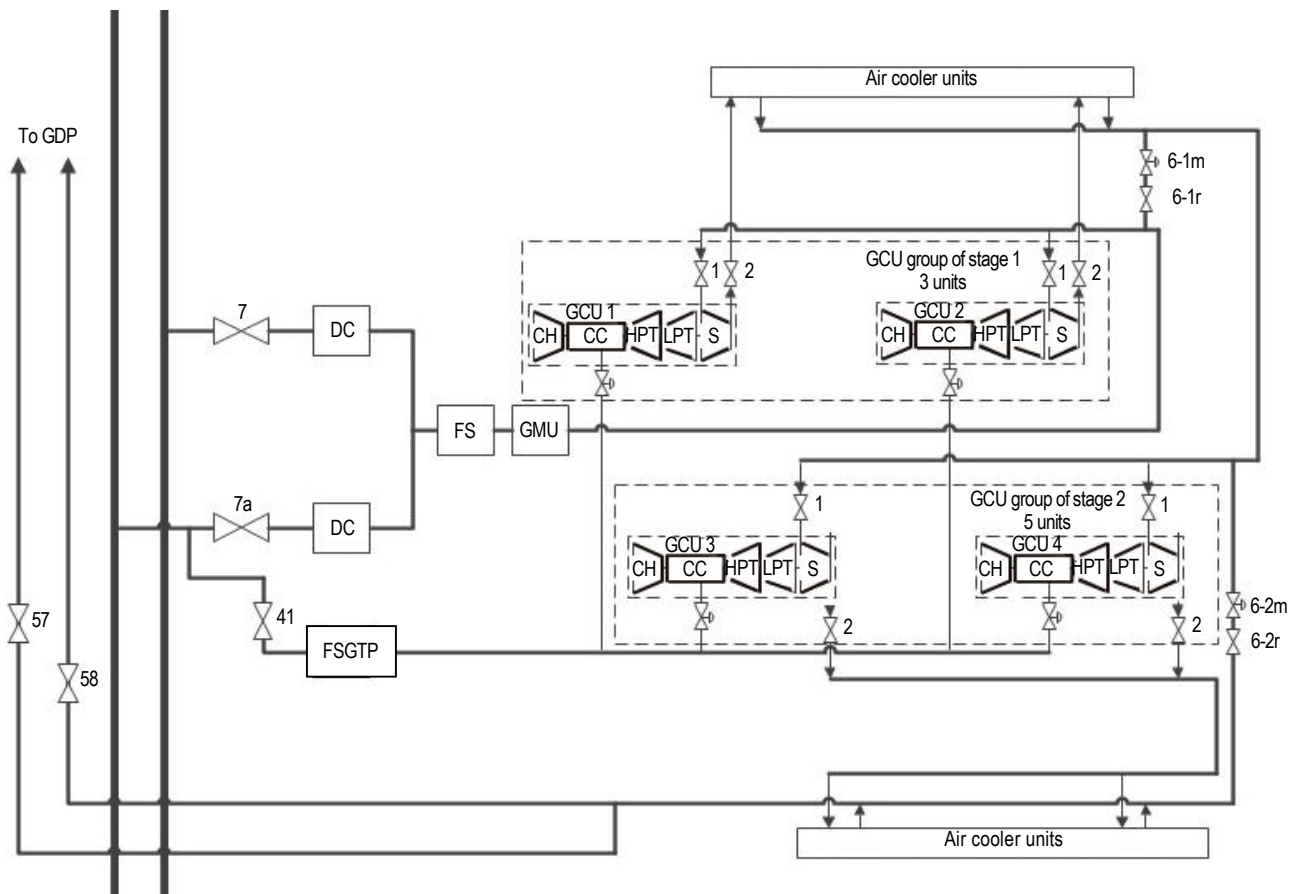 Air cooler units
To GDP
6-1m
6-1r
GCU group of stage 1
3 units
1
2
1
2
GCU 1
CH
CC
HPT
LPT
S
GCU 2
CH
CC
HPT
LPT
S
7
DC
FS
GMU
7a
DC
GCU group of stage 2
5 units
1
1
GCU 3
CH
CC
HPT
LPT
S
GCU 4
CH
CC
HPT
LPT
S
57
41
2
2
6-2m
6-2r
FSGTP
58
Air cooler units